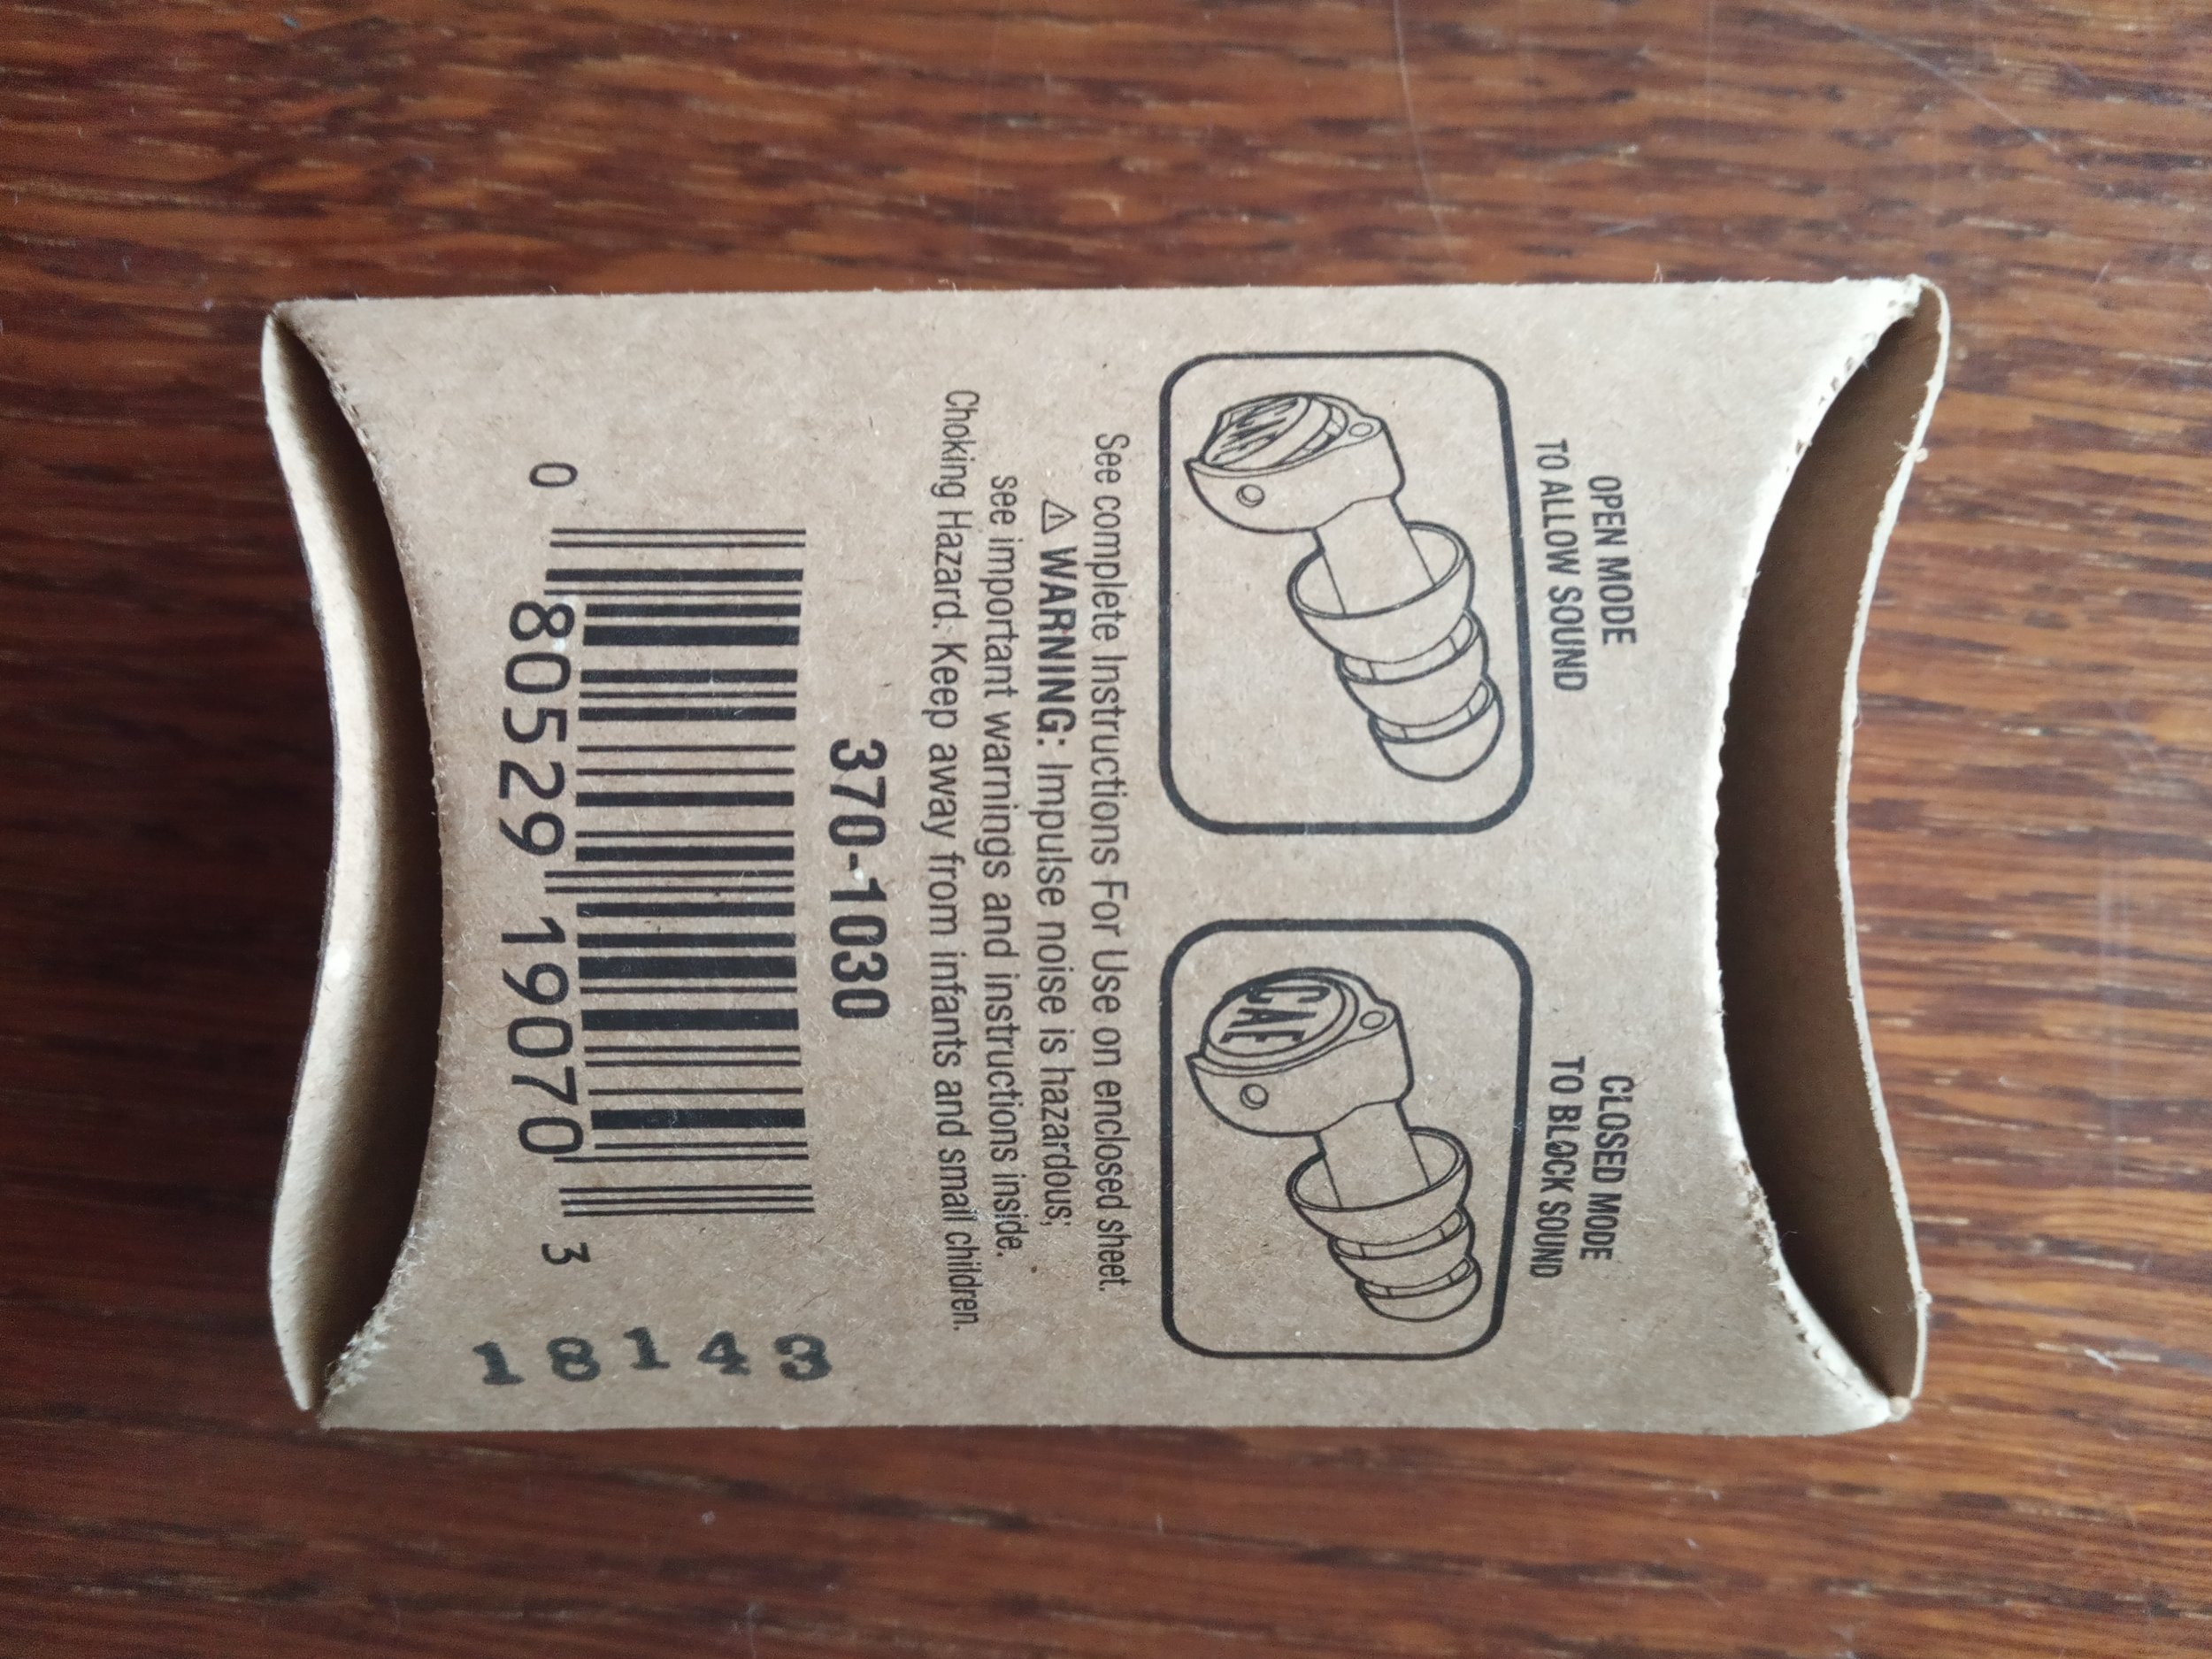 OPEN MODE
TO ALLOW SOUND
CLOSED MODE
TO BLOCK SOUND
CAE
See complete Instructions For Use on enclosed sheet.
⚠ WARNING: Impulse noise is hazardous;
see important warnings and instructions inside.
Choking Hazard. Keep away from infants and small children.
370-1030
0 80529 19070 3
18143